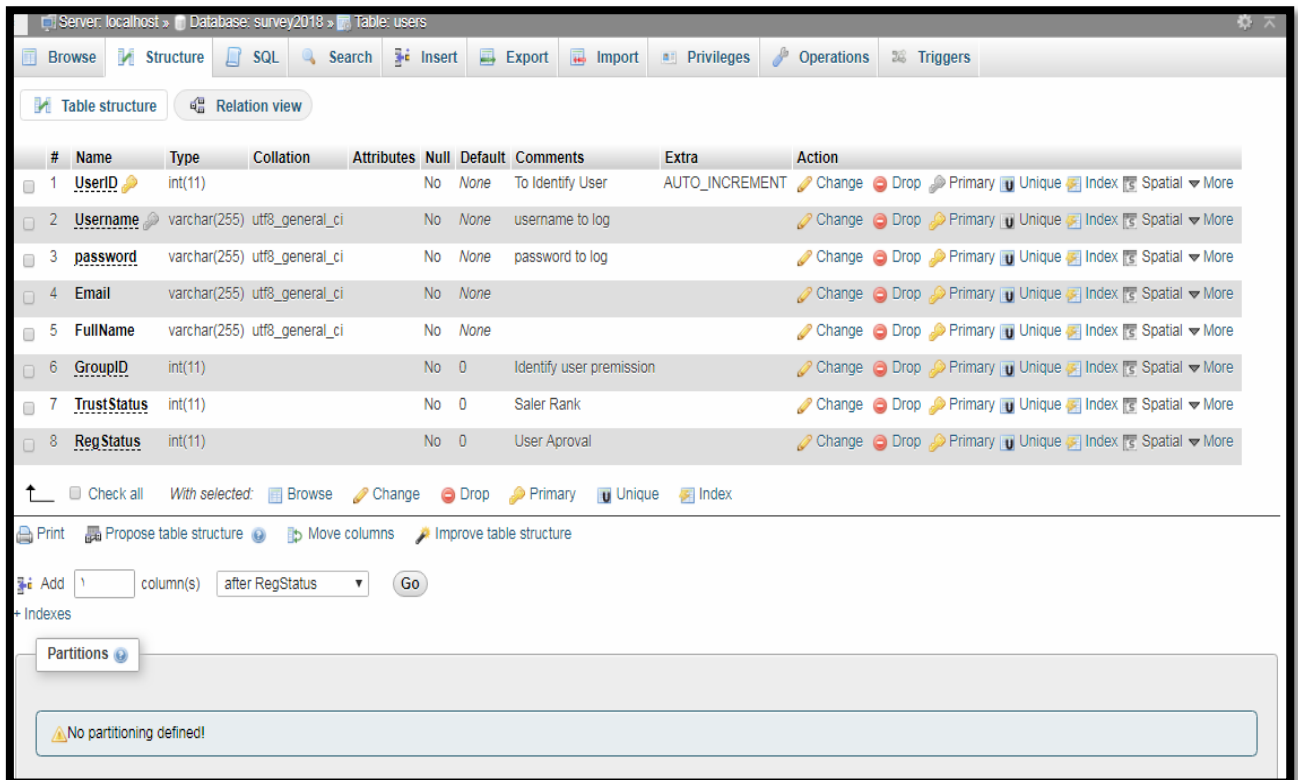 Server: localhost » Database: survey2018 » Table: users
Browse Structure SQL Search Insert Export Import Privileges Operations Triggers
Table structure Relation view
# Name Type Collation Attributes Null Default Comments Extra Action
1 UserID int(11) No None To Identify User AUTO_INCREMENT Change Drop Primary Unique Index Spatial More
2 Username varchar(255) utf8_general_ci No None username to log Change Drop Primary Unique Index Spatial More
3 password varchar(255) utf8_general_ci No None password to log Change Drop Primary Unique Index Spatial More
4 Email varchar(255) utf8_general_ci No None Change Drop Primary Unique Index Spatial More
5 FullName varchar(255) utf8_general_ci No None Change Drop Primary Unique Index Spatial More
6 GroupID int(11) No 0 Identify user premission Change Drop Primary Unique Index Spatial More
7 TrustStatus int(11) No 0 Saler Rank Change Drop Primary Unique Index Spatial More
8 RegStatus int(11) No 0 User Aproval Change Drop Primary Unique Index Spatial More
Check all With selected: Browse Change Drop Primary Unique Index
Print Propose table structure Move columns Improve table structure
Add ١ column(s) after RegStatus Go
+ Indexes
Partitions
No partitioning defined!